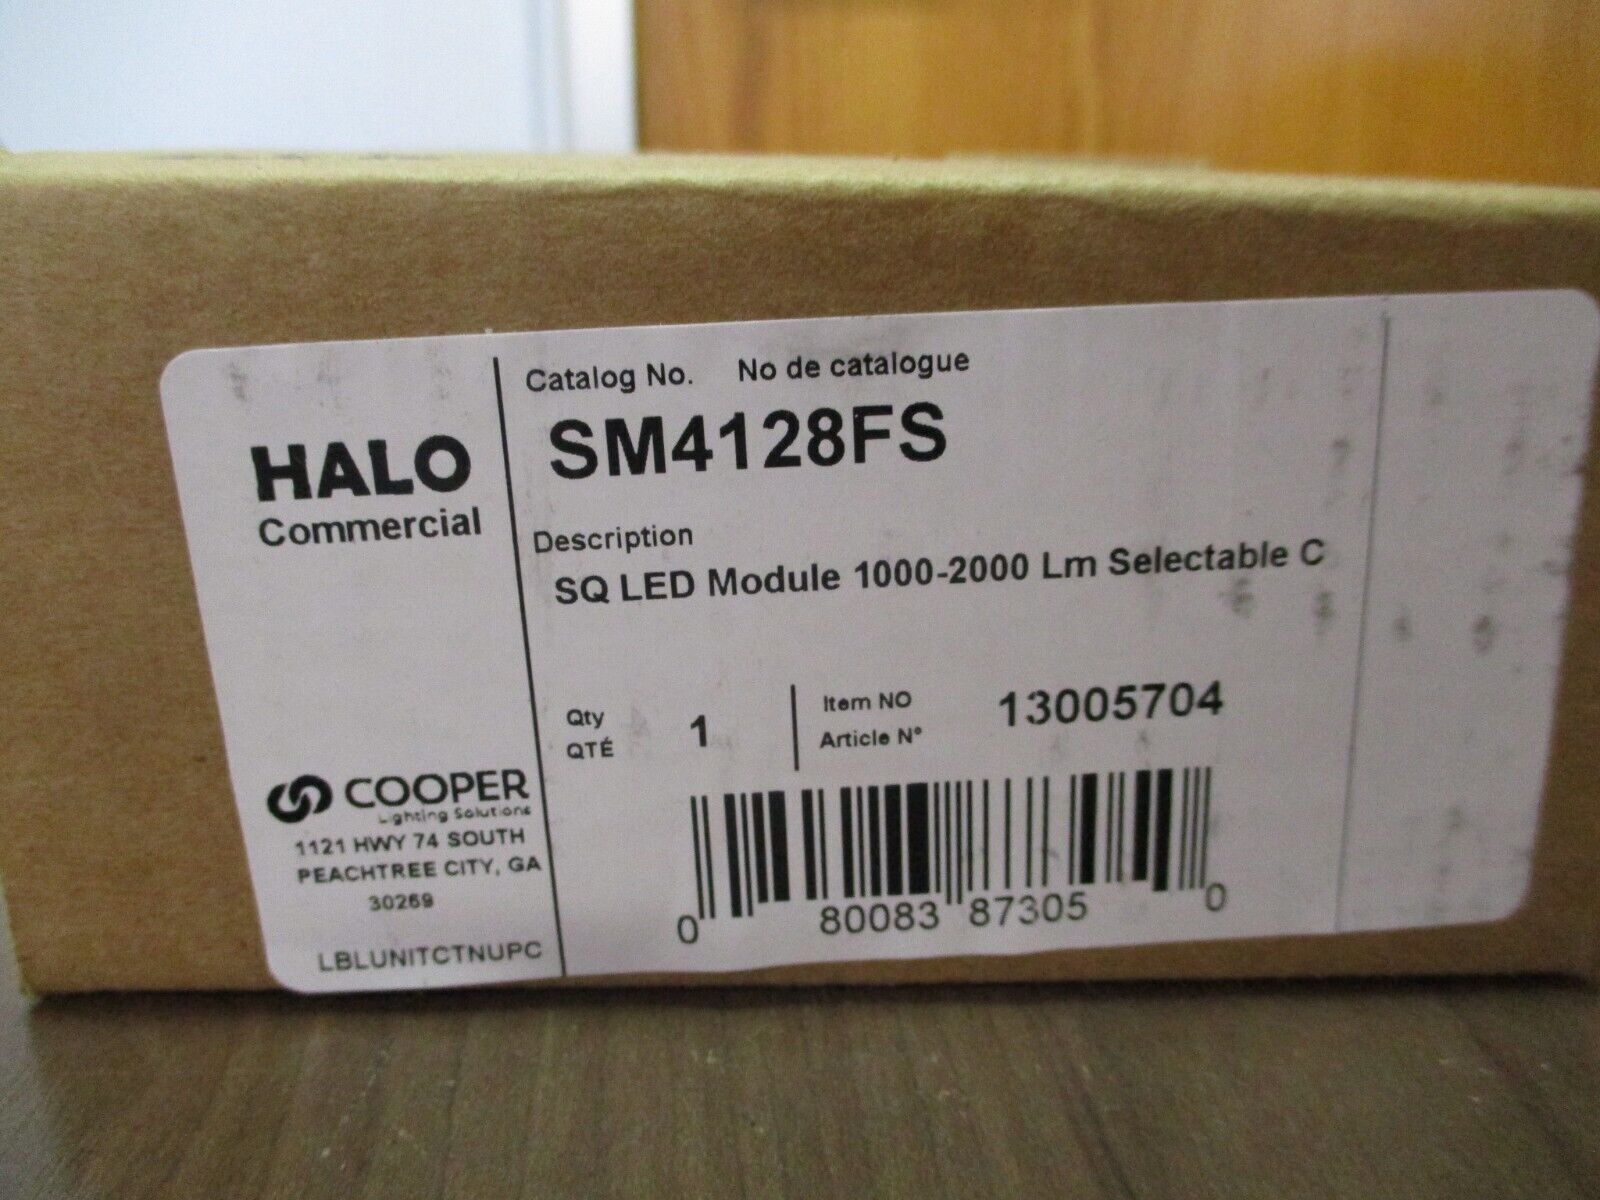 HALO
Commercial
Catalog No. No de catalogue
SM4128FS
Description
SQ LED Module 1000-2000 Lm Selectable C
Qty
QTÉ
1
Item NO
Article N°
13005704
COOPER
Lighting Solutions
1121 HWY 74 SOUTH
PEACHTREE CITY, GA
30269
LBLUNITCTNUPC
0 80083 87305 0